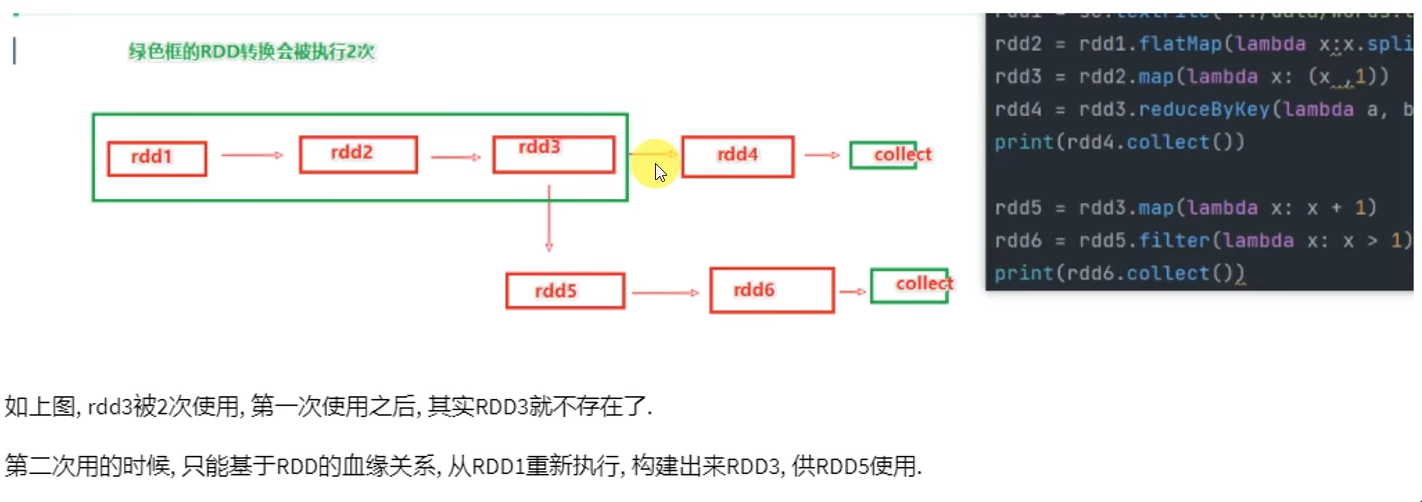 绿色框的RDD转换会被执行2次
rdd1
rdd2
rdd3
rdd4
collect
rdd5
rdd6
collect
rdd2 = rdd1.flatMap(lambda x:x.spli
rdd3 = rdd2.map(lambda x: (x ,1))
rdd4 = rdd3.reduceByKey(lambda a, b
print(rdd4.collect())
rdd5 = rdd3.map(lambda x: x + 1)
rdd6 = rdd5.filter(lambda x: x > 1)
print(rdd6.collect())
如上图, rdd3被2次使用, 第一次使用之后, 其实RDD3就不存在了.
第二次用的时候, 只能基于RDD的血缘关系, 从RDD1重新执行, 构建出来RDD3, 供RDD5使用.